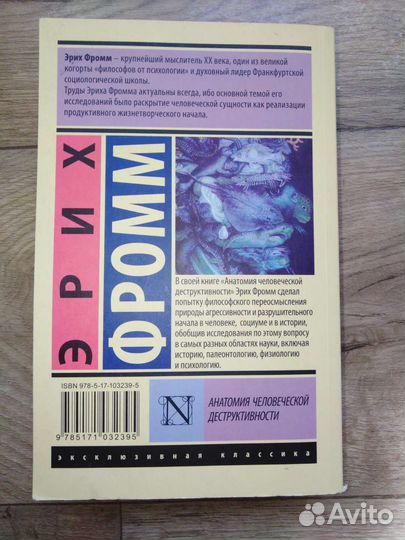 Эрих Фромм – крупнейший мыслитель XX века, один из великой
когорты «философов от психологии» и духовный лидер Франкфуртской
социологической школы.
Труды Эриха Фромма актуальны всегда, ибо основной темой его
исследований было раскрытие человеческой сущности как реализации
продуктивного жизнетворческого начала.
ЭРИХ
ФРОММ
В своей книге «Анатомия человеческой
деструктивности» Эрих Фромм сделал
попытку философского переосмысления
природы агрессивности и разрушительного
начала в человеке, социуме и в истории,
обобщив исследования по этому вопросу
в самых разных областях науки, включая
историю, палеонтологию, физиологию
и психологию.
ISBN 978-5-17-103239-5
9 785171 032395
N
АНАТОМИЯ ЧЕЛОВЕЧЕСКОЙ
ДЕСТРУКТИВНОСТИ
эксклюзивная классика
Avito